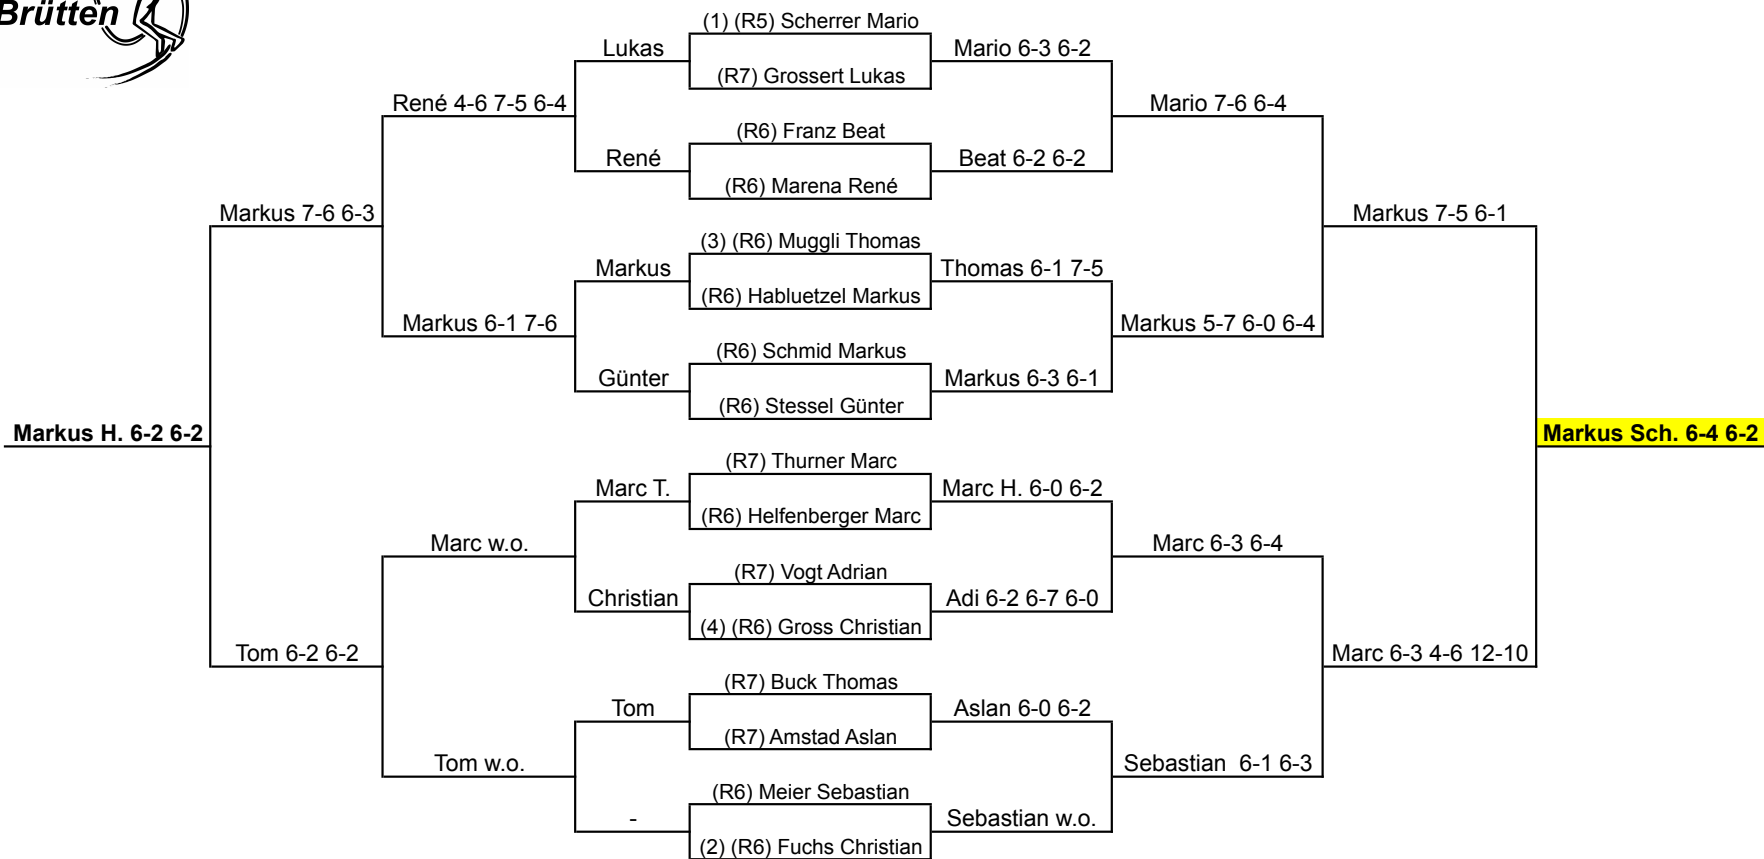 Brütten
(1) (R5) Scherrer Mario
Lukas
Mario 6-3 6-2
(R7) Grossert Lukas
René 4-6 7-5 6-4
Mario 7-6 6-4
(R6) Franz Beat
René
Beat 6-2 6-2
(R6) Marena René
Markus 7-6 6-3
Markus 7-5 6-1
(3) (R6) Muggli Thomas
Markus
Thomas 6-1 7-5
(R6) Habluetzel Markus
Markus 6-1 7-6
Markus 5-7 6-0 6-4
(R6) Schmid Markus
Günter
Markus 6-3 6-1
(R6) Stessel Günter
Markus H. 6-2 6-2
Markus Sch. 6-4 6-2
(R7) Thurner Marc
Marc T.
Marc H. 6-0 6-2
(R6) Helfenberger Marc
Marc w.o.
Marc 6-3 6-4
(R7) Vogt Adrian
Christian
Adi 6-2 6-7 6-0
(4) (R6) Gross Christian
Tom 6-2 6-2
Marc 6-3 4-6 12-10
(R7) Buck Thomas
Tom
Aslan 6-0 6-2
(R7) Amstad Aslan
Tom w.o.
Sebastian 6-1 6-3
(R6) Meier Sebastian
-
Sebastian w.o.
(2) (R6) Fuchs Christian